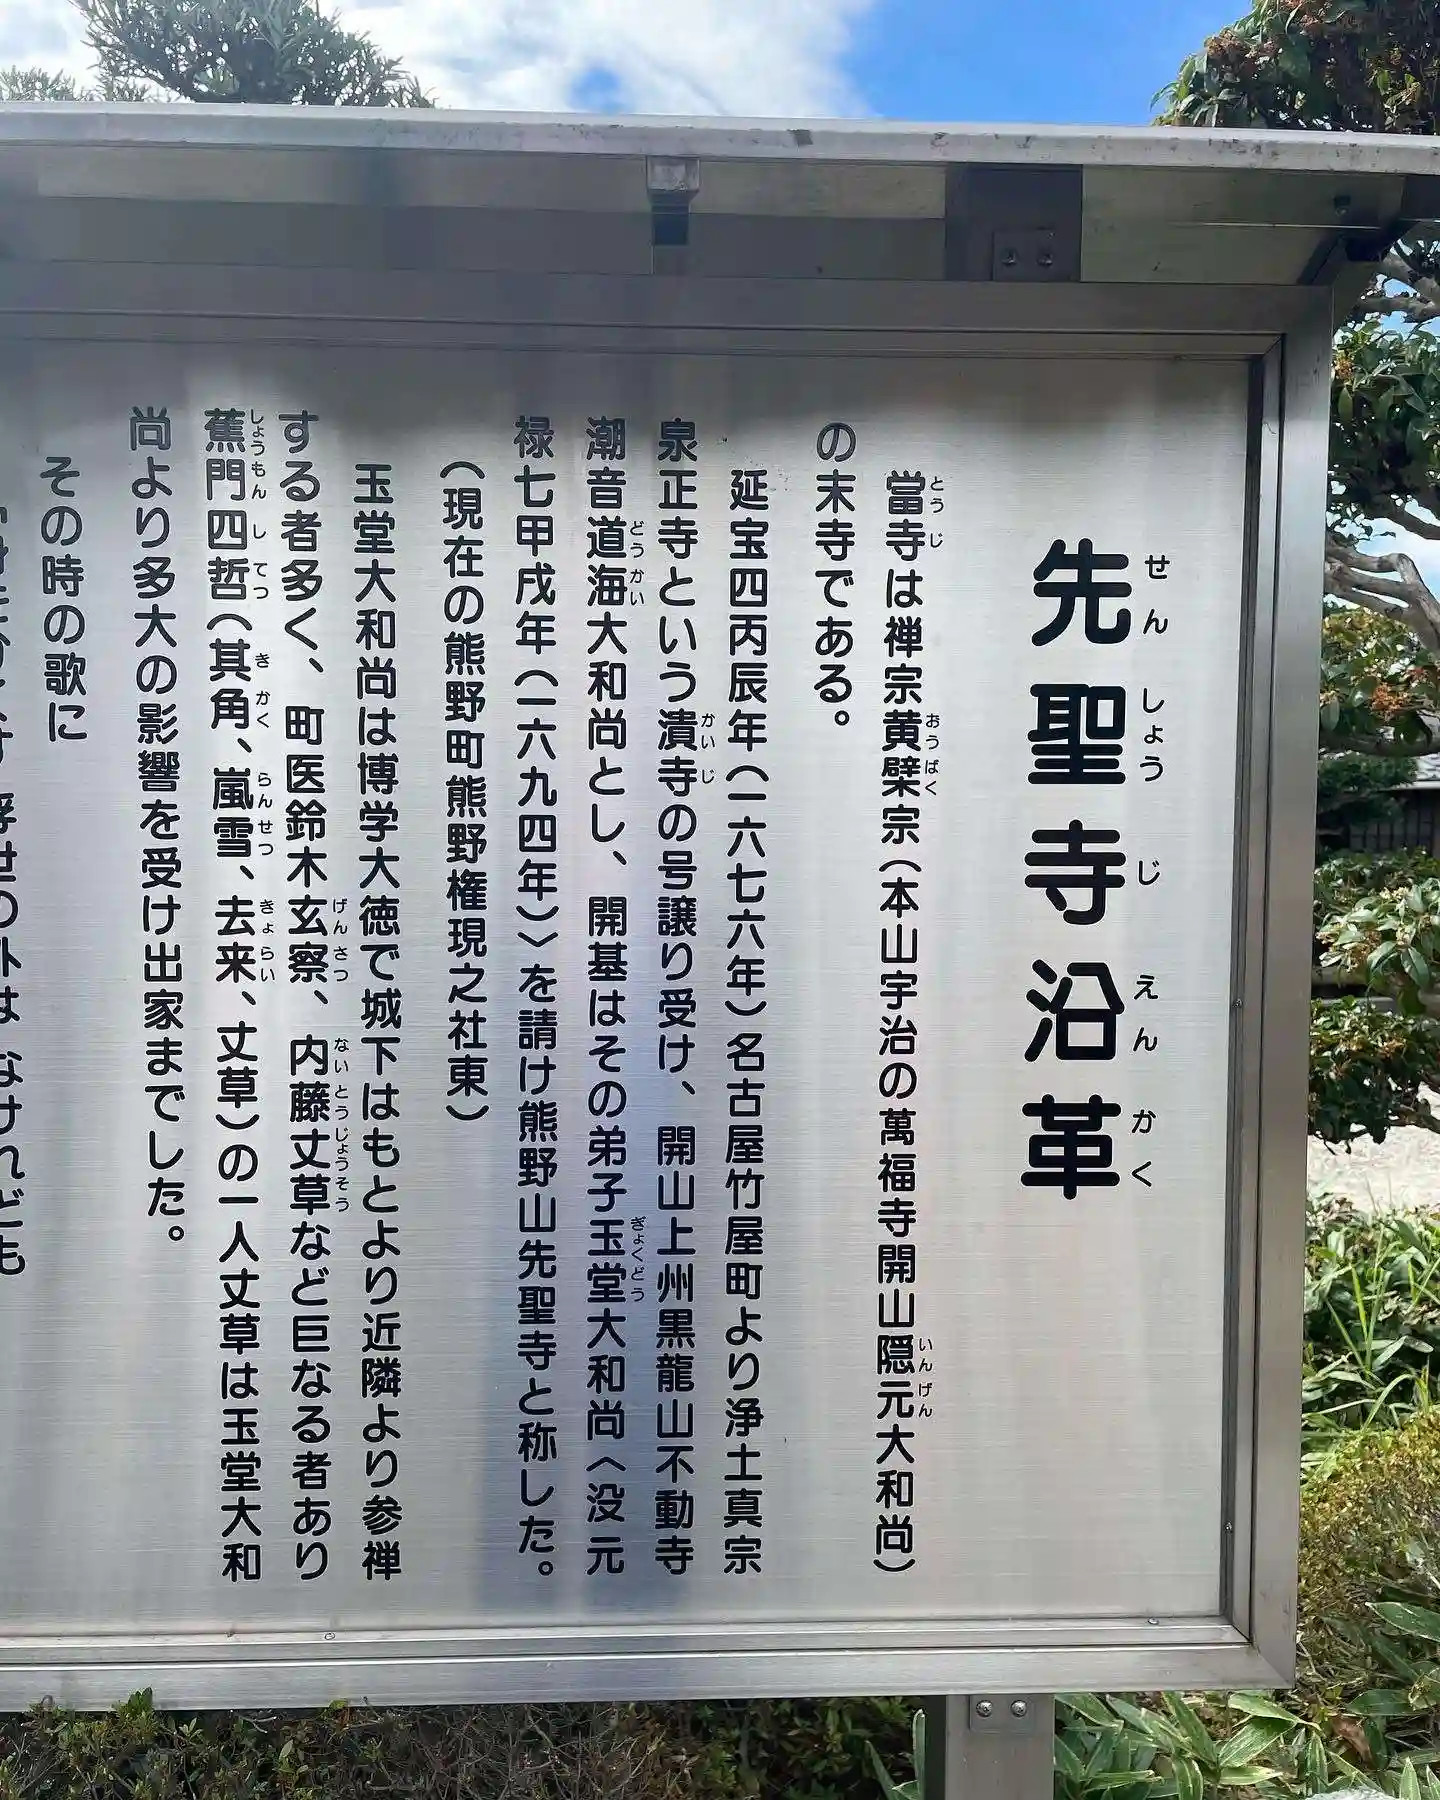 先聖寺沿革
當寺は禅宗黄檗宗(本山宇治の萬福寺開山隠元大和尚)
の末寺である。
延宝四丙辰年(一六七六年)名古屋竹屋町より浄土真宗
泉正寺という潰寺の号譲り受け、開山上州黒龍山不動寺
潮音道海大和尚とし、開基はその弟子玉堂大和尚〈没元
禄七甲戌年(一六九四年)〉を請け熊野山先聖寺と称した。
(現在の熊野町熊野権現之社東)
玉堂大和尚は博学大徳で城下はもとより近隣より参禅
する者多く、町医鈴木玄察、内藤丈草など巨なる者あり
蕉門四哲(其角、嵐雪、去来、丈草)の一人丈草は玉堂大和
尚より多大の影響を受け出家までした。
その時の歌に
浮世の外は なけれども